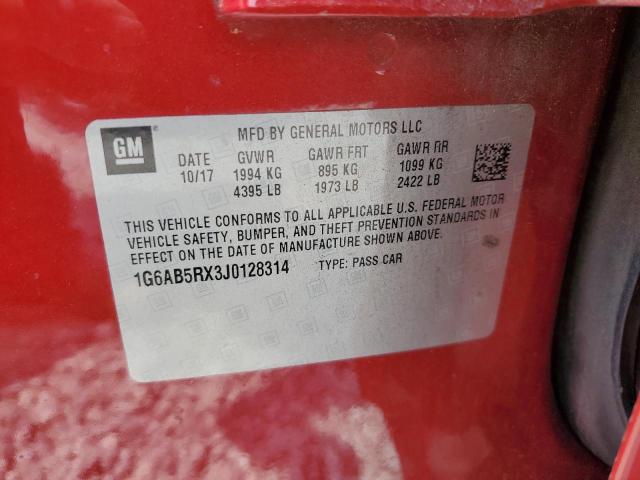 MFD BY GENERAL MOTORS LLC
GM
DATE GVWR GAWR FRT GAWR RR
10/17 1994 KG 895 KG 1099 KG
4395 LB 1973 LB 2422 LB
THIS VEHICLE CONFORMS TO ALL APPLICABLE U.S. FEDERAL MOTOR
VEHICLE SAFETY, BUMPER, AND THEFT PREVENTION STANDARDS IN
EFFECT ON THE DATE OF MANUFACTURE SHOWN ABOVE.
1G6AB5RX3J0128314 TYPE: PASS CAR